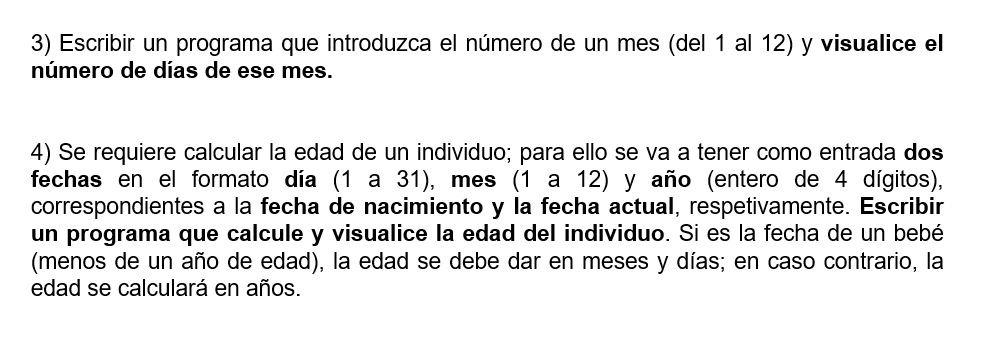 3) Escribir un programa que introduzca el número de un mes (del 1 al 12) y visualice el
número de días de ese mes.
4) Se requiere calcular la edad de un individuo; para ello se va a tener como entrada dos
fechas en el formato día (1 a 31), mes (1 a 12) y año (entero de 4 dígitos),
correspondientes a la fecha de nacimiento y la fecha actual, respetivamente. Escribir
un programa que calcule y visualice la edad del individuo. Si es la fecha de un bebé
(menos de un año de edad), la edad se debe dar en meses y días; en caso contrario, la
edad se calculará en años.